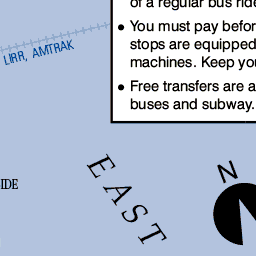 of a regular bus ride
• You must pay befor
stops are equipped
machines. Keep you
• Free transfers are a
buses and subway.
LIRR, AMTRAK
IDE
EAST
N